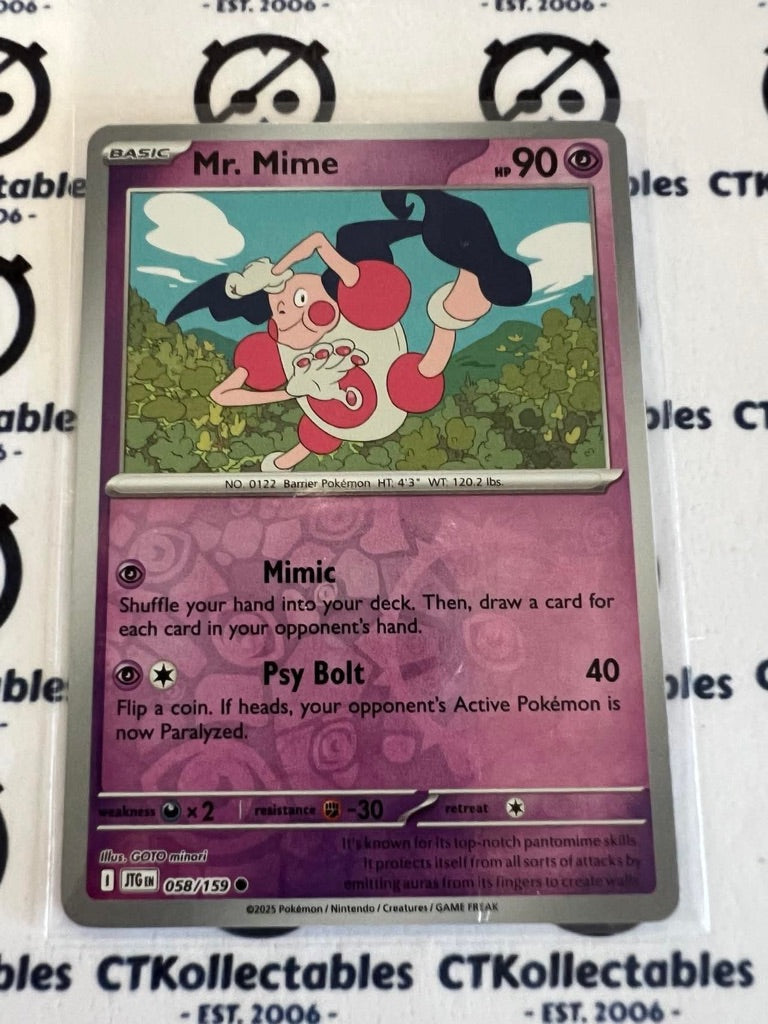 2006 -
- EST. 2006 -
- EST. 2006 -
BASIC
Mr. Mime
HP 90
NO. 0122 Barrier Pokémon HT: 4'3" WT: 120.2 lbs.
Mimic
Shuffle your hand into your deck. Then, draw a card for
each card in your opponent's hand.
Psy Bolt 40
Flip a coin. If heads, your opponent's Active Pokémon is
now Paralyzed.
weakness ×2 resistance -30 retreat
It's known for its top-notch pantomime skills.
It protects itself from all sorts of attacks by
emitting auras from its fingers to create walls.
Illus. GOTO minori
I JTG EN 058/159
©2025 Pokémon / Nintendo / Creatures / GAME FREAK
CTKollectables CTKollectables
- EST. 2006 - - EST. 2006 -